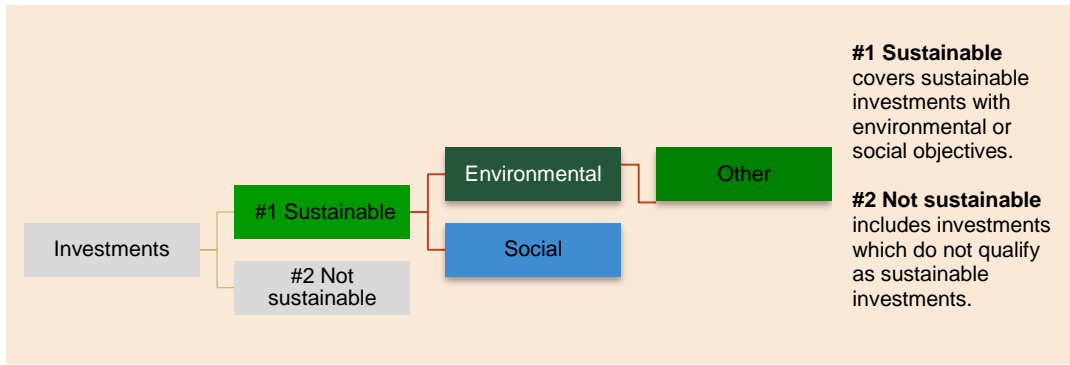 Investments
#1 Sustainable
#2 Not
sustainable
Environmental
Social
Other
#1 Sustainable
covers sustainable
investments with
environmental or
social objectives.
#2 Not sustainable
includes investments
which do not qualify
as sustainable
investments.